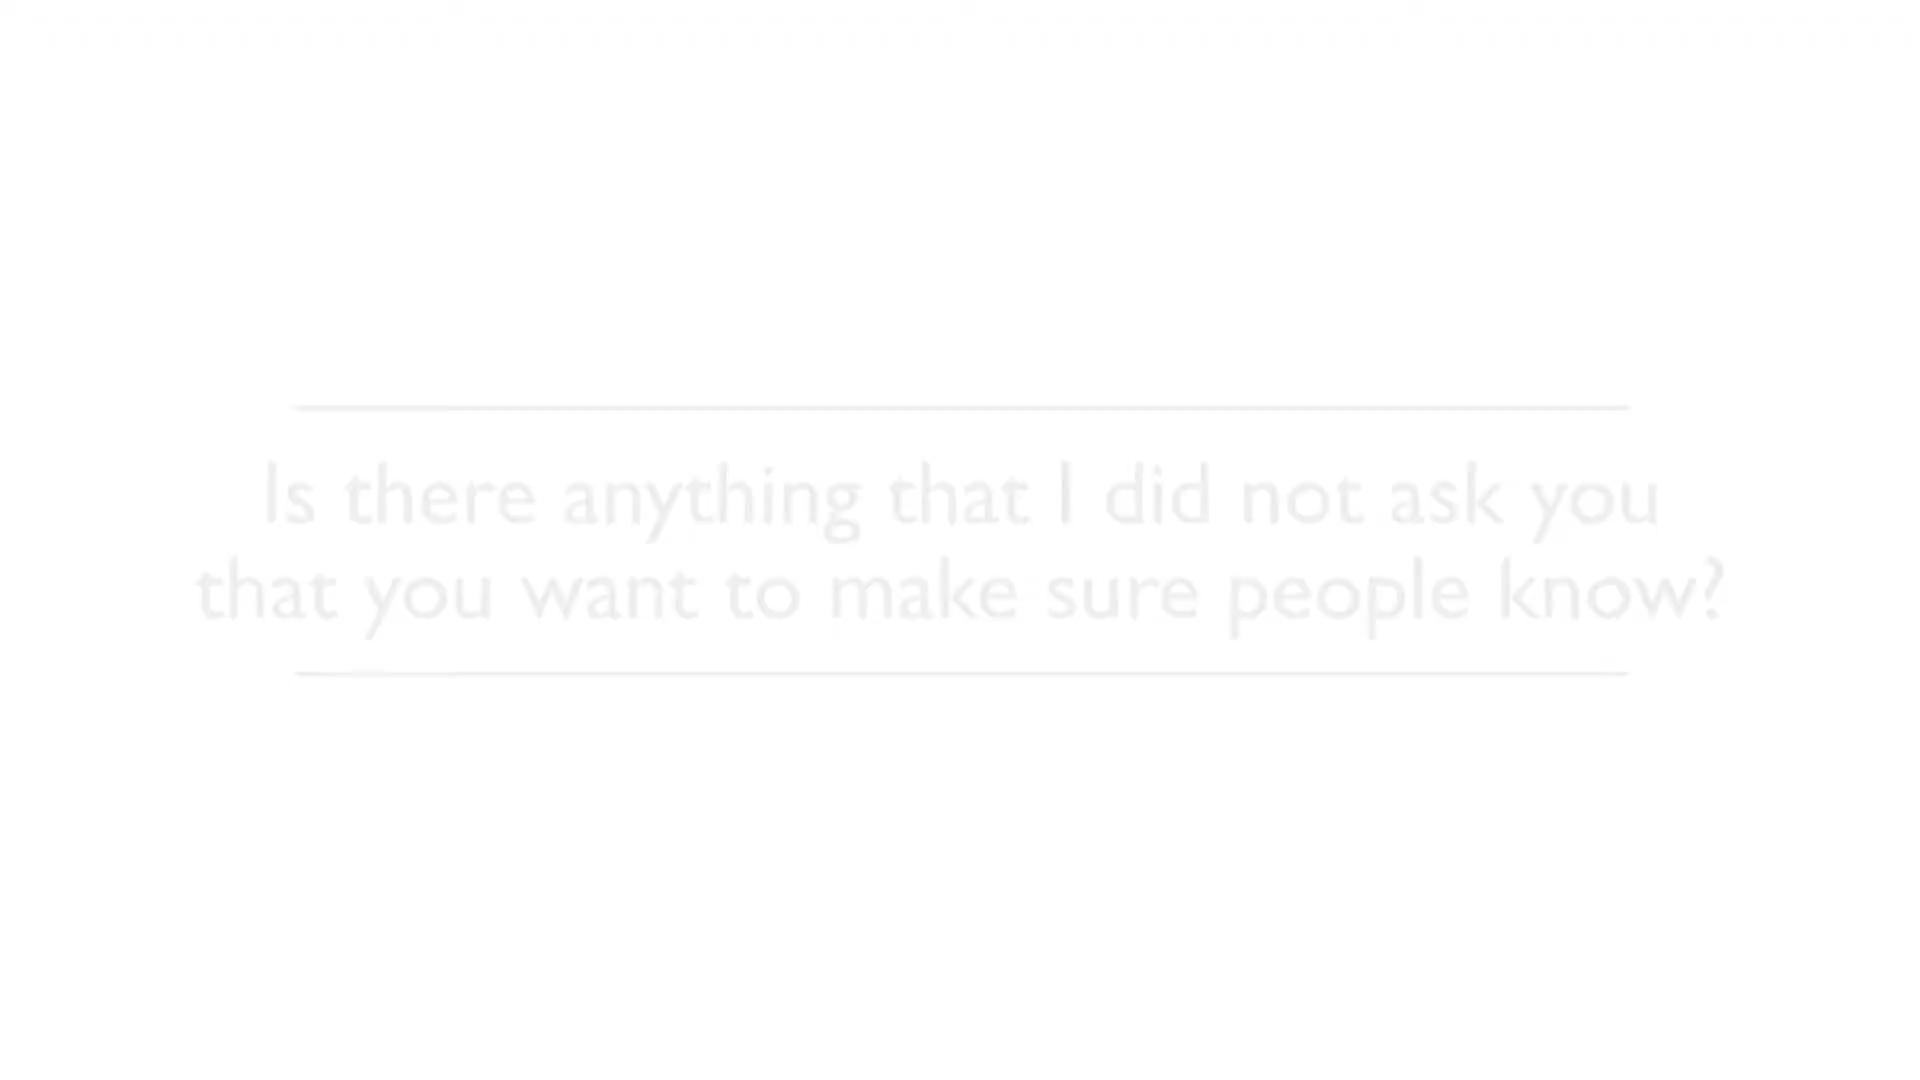 Is there anything that I did not ask you
that you want to make sure people know?